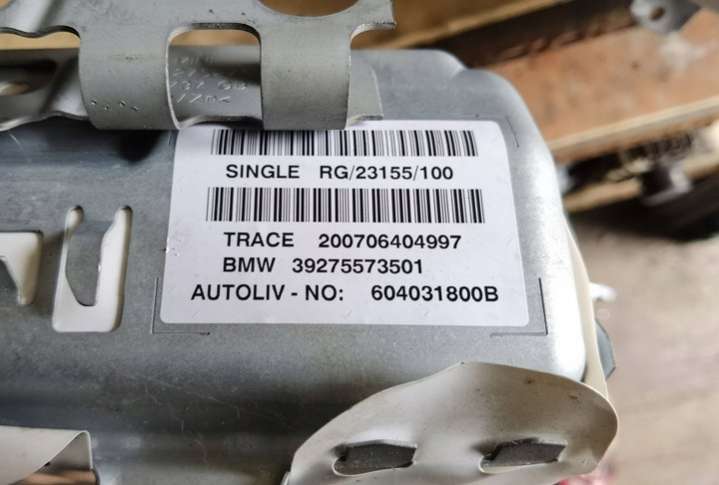 SINGLE RG/23155/100
TRACE 200706404997
BMW 39275573501
AUTOLIV - NO: 604031800B